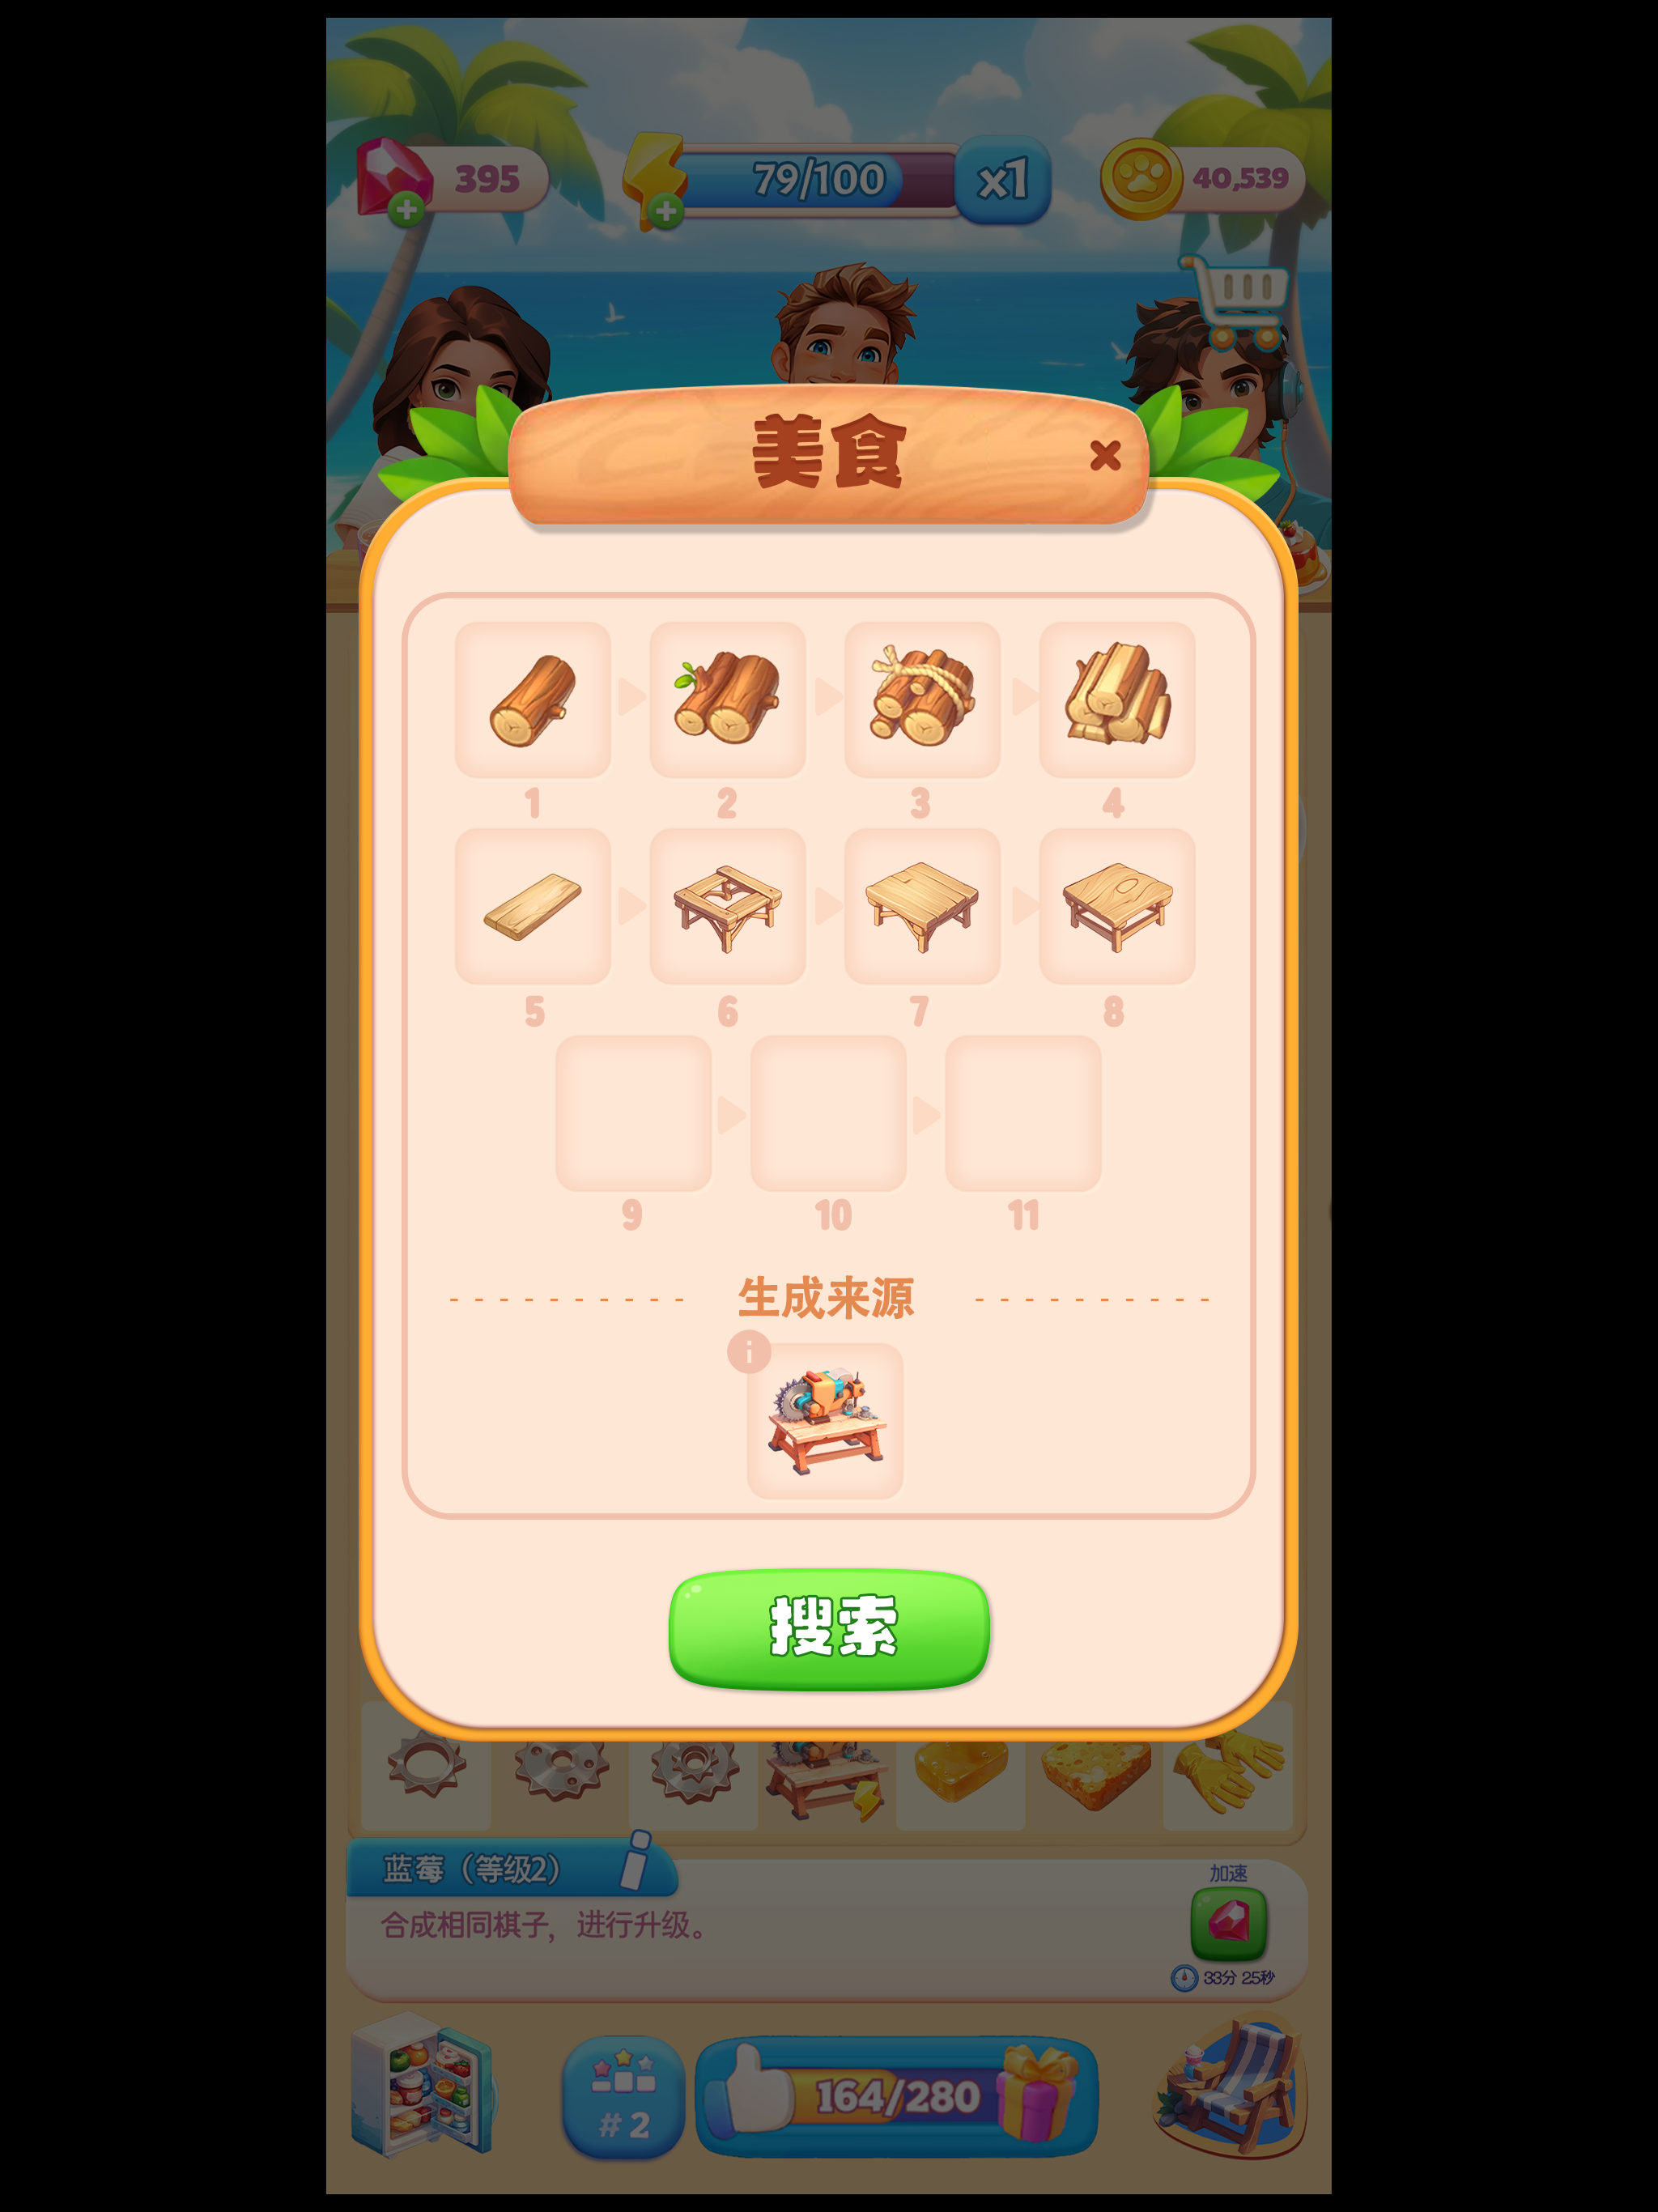 395
79/100
x1
40,539
美食
1
2
3
4
5
6
7
8
9
10
11
生成来源
i
搜索
蓝莓（等级2）
i
加速
合成相同棋子，进行升级。
33分 25秒
#2
164/280